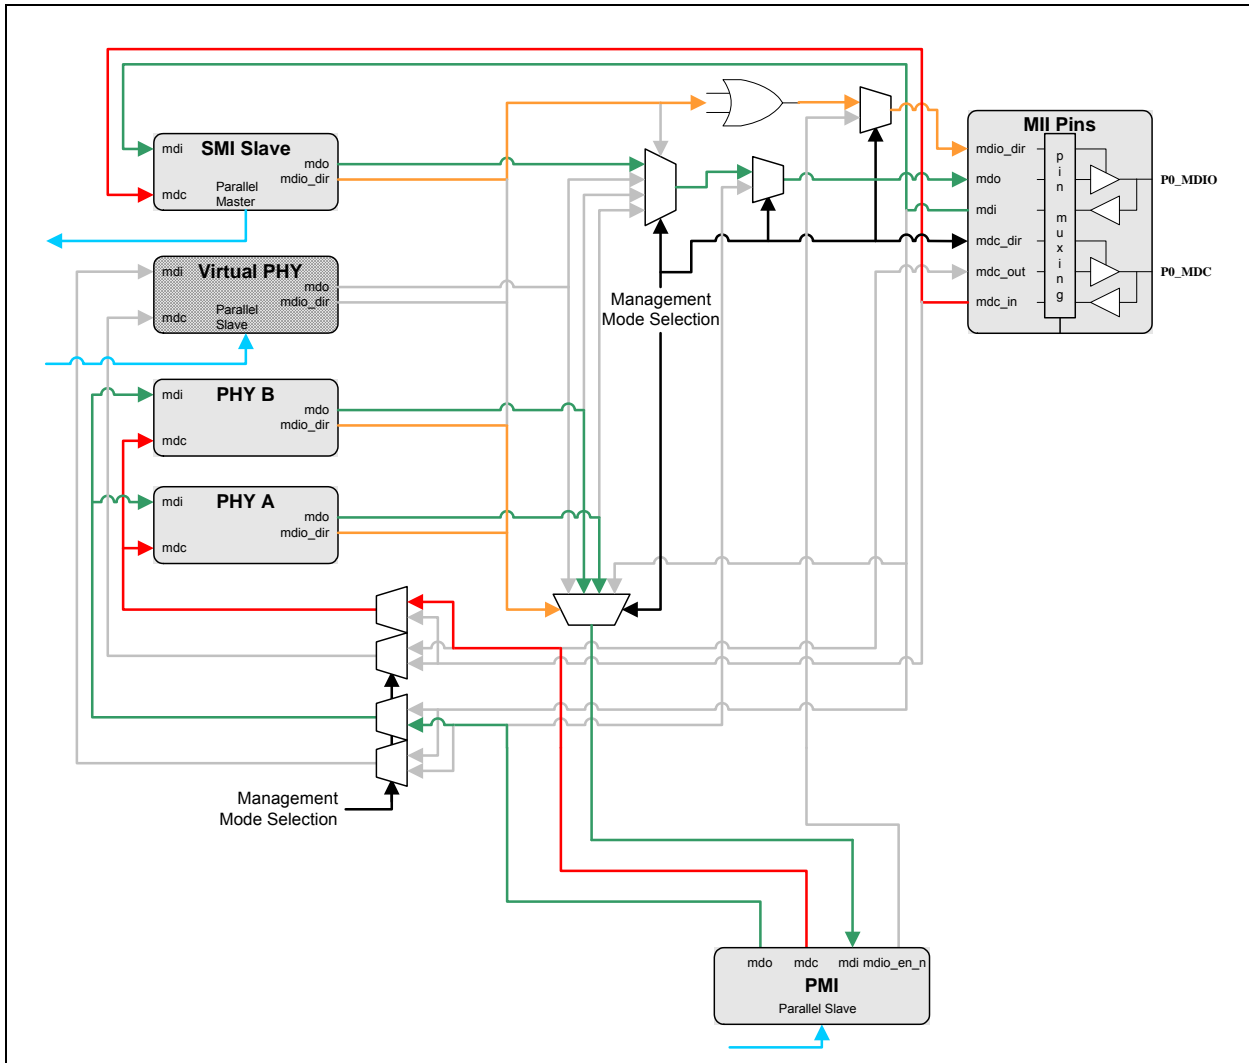 SMI Slave
mdi
mdo
mdio_dir
mdc
Parallel
Master
Virtual PHY
mdi
mdo
mdio_dir
mdc
Parallel
Slave
PHY B
mdi
mdo
mdio_dir
mdc
PHY A
mdi
mdo
mdio_dir
mdc
Management
Mode Selection
MII Pins
mdio_dir
mdo
mdi
mdc_dir
mdc_out
mdc_in
pin muxing
P0_MDIO
P0_MDC
Management
Mode Selection
mdo mdc mdi mdio_en_n
PMI
Parallel Slave